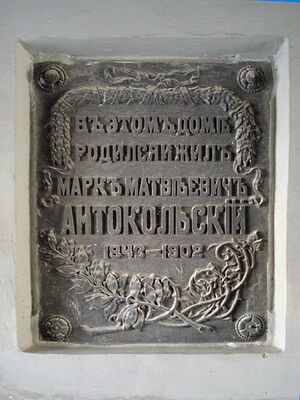 ВЪ ЭТОМЪ ДОМѢ
РОДИЛСЯ И ЖИЛЪ
МАРКЪ МАТВѢЕВИЧЪ
АНТОКОЛЬСКІЙ
1842–1902